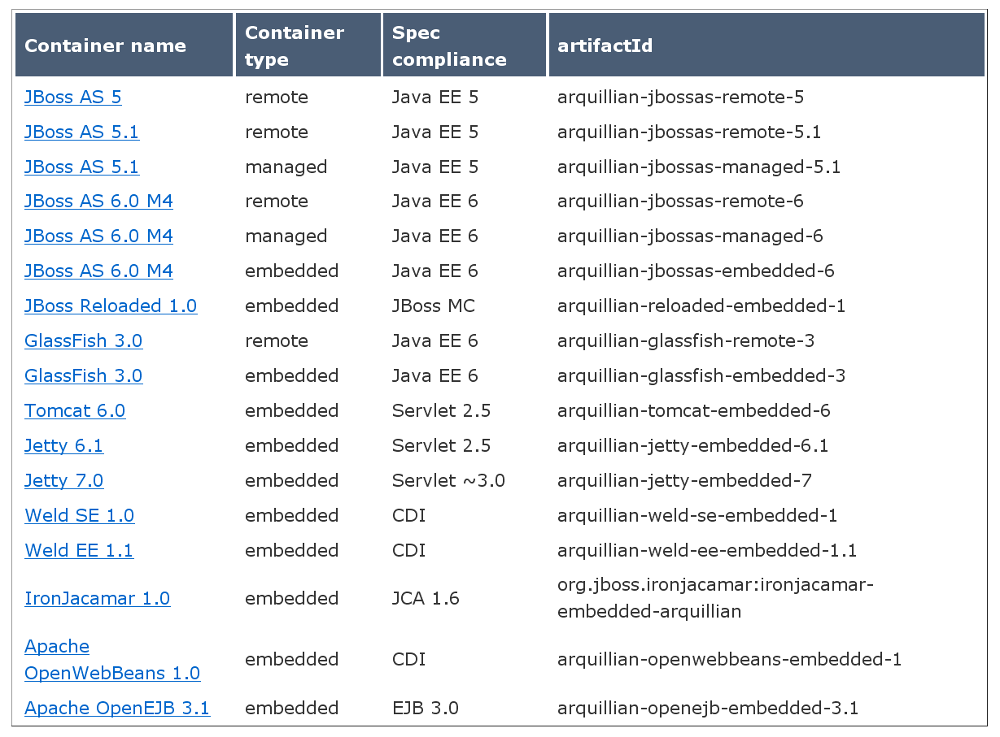 Container name Container type Spec compliance artifactId
JBoss AS 5 remote Java EE 5 arquillian-jbossas-remote-5
JBoss AS 5.1 remote Java EE 5 arquillian-jbossas-remote-5.1
JBoss AS 5.1 managed Java EE 5 arquillian-jbossas-managed-5.1
JBoss AS 6.0 M4 remote Java EE 6 arquillian-jbossas-remote-6
JBoss AS 6.0 M4 managed Java EE 6 arquillian-jbossas-managed-6
JBoss AS 6.0 M4 embedded Java EE 6 arquillian-jbossas-embedded-6
JBoss Reloaded 1.0 embedded JBoss MC arquillian-reloaded-embedded-1
GlassFish 3.0 remote Java EE 6 arquillian-glassfish-remote-3
GlassFish 3.0 embedded Java EE 6 arquillian-glassfish-embedded-3
Tomcat 6.0 embedded Servlet 2.5 arquillian-tomcat-embedded-6
Jetty 6.1 embedded Servlet 2.5 arquillian-jetty-embedded-6.1
Jetty 7.0 embedded Servlet ~3.0 arquillian-jetty-embedded-7
Weld SE 1.0 embedded CDI arquillian-weld-se-embedded-1
Weld EE 1.1 embedded CDI arquillian-weld-ee-embedded-1.1
IronJacamar 1.0 embedded JCA 1.6 org.jboss.ironjacamar:ironjacamar-
embedded-arquillian
Apache
OpenWebBeans 1.0 embedded CDI arquillian-openwebbeans-embedded-1
Apache OpenEJB 3.1 embedded EJB 3.0 arquillian-openejb-embedded-3.1